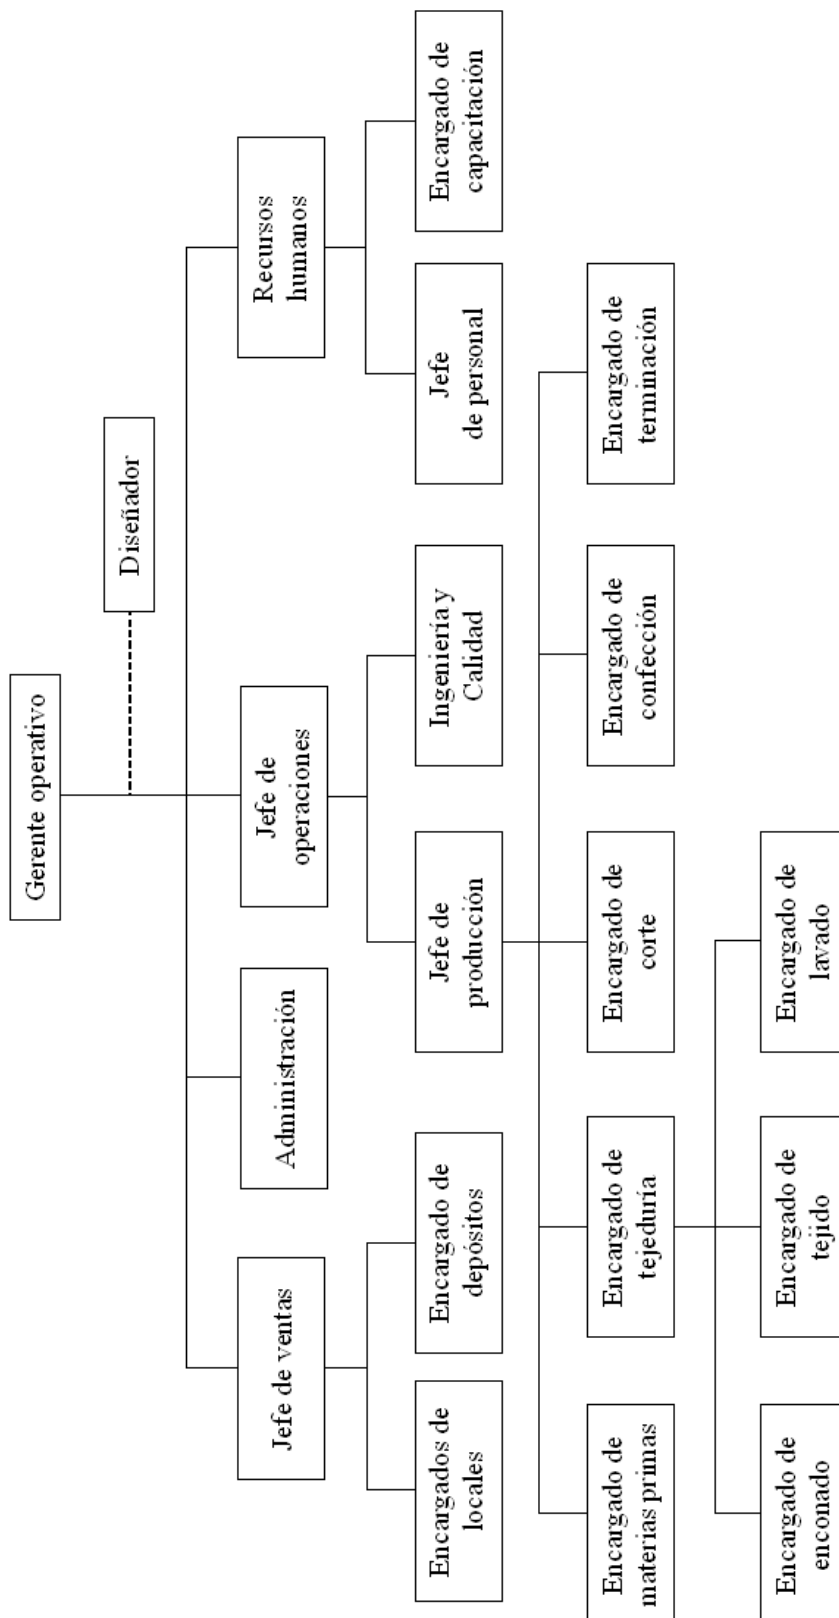 Gerente operativo
Diseñador
Jefe de ventas
Administración
Jefe de
operaciones
Recursos
humanos
Encargados de
locales
Encargado de
depósitos
Jefe de
producción
Ingeniería y
Calidad
Jefe
de personal
Encargado de
capacitación
Encargado de
materias primas
Encargado de
tejeduría
Encargado de
corte
Encargado de
confección
Encargado de
terminación
Encargado de
enconado
Encargado de
tejido
Encargado de
lavado